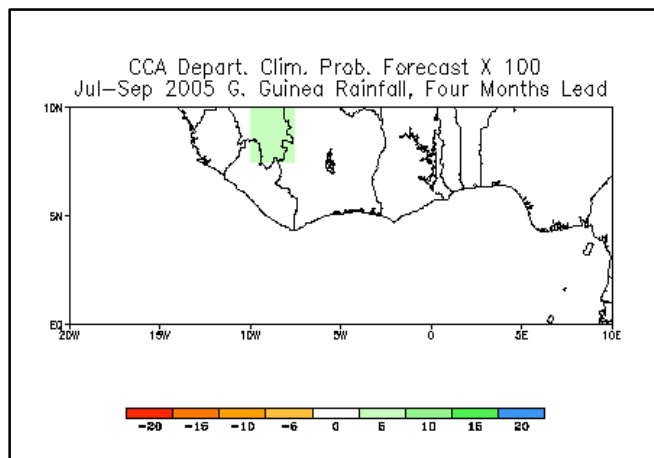 CCA Depart. Clim. Prob. Forecast X 100
Jul-Sep 2005 G. Guinea Rainfall, Four Months Lead
10N
5N
EQ
20W 15W 10W 5W 0 5E 10E
-20 -15 -10 -5 0 5 10 15 20